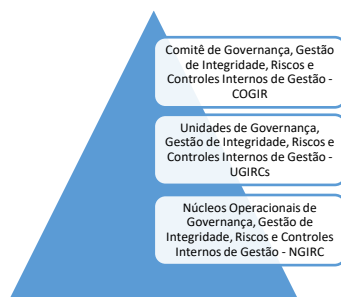 Comitê de Governança, Gestão
de Integridade, Riscos e
Controles Internos de Gestão -
COGIR
Unidades de Governança,
Gestão de Integridade, Riscos e
Controles Internos de Gestão -
UGIRCs
Núcleos Operacionais de
Governança, Gestão de
Integridade, Riscos e Controles
Internos de Gestão - NGIRC